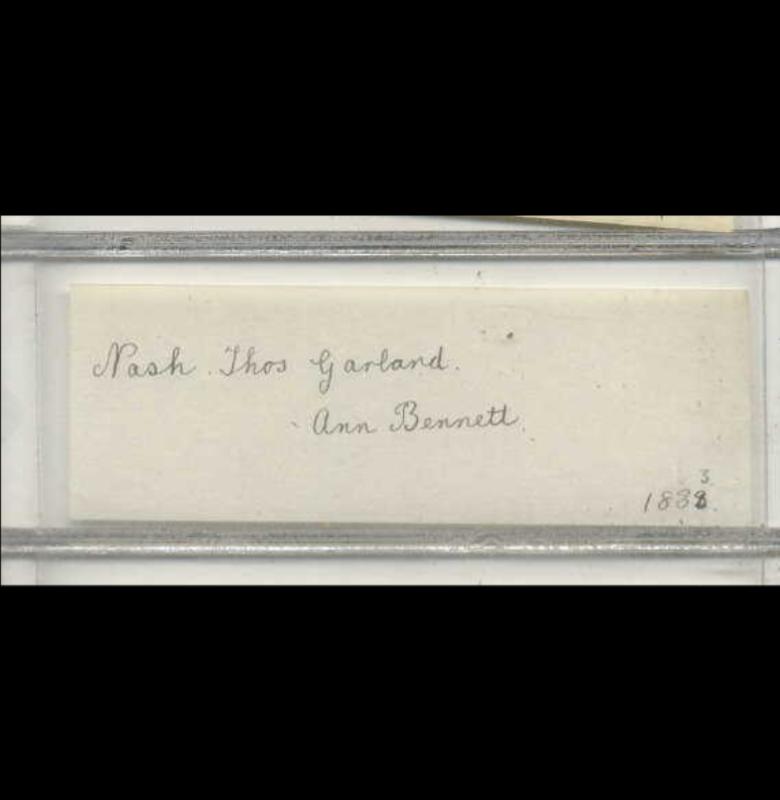 Nash. Thos Garland.
Ann Bennett.
3
1838.